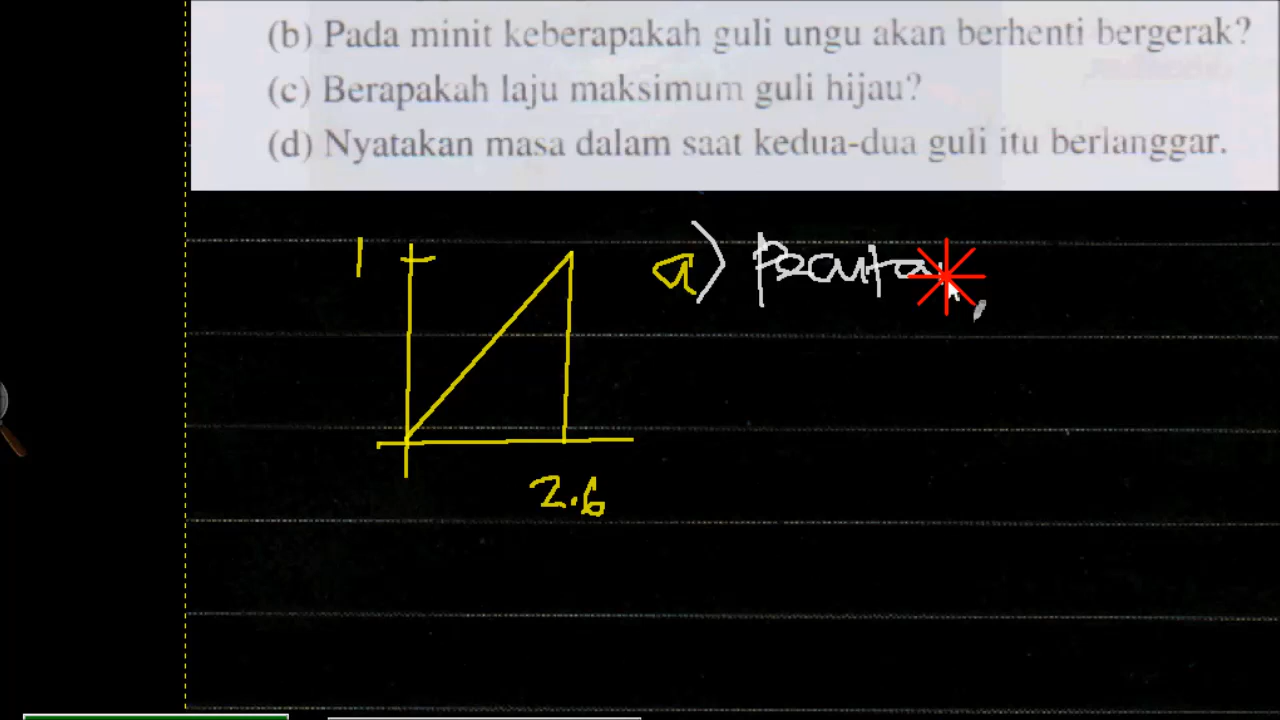 (b) Pada minit keberapakah guli ungu akan berhenti bergerak?
(c) Berapakah laju maksimum guli hijau?
(d) Nyatakan masa dalam saat kedua-dua guli itu berlanggar.
1
a)
2.6